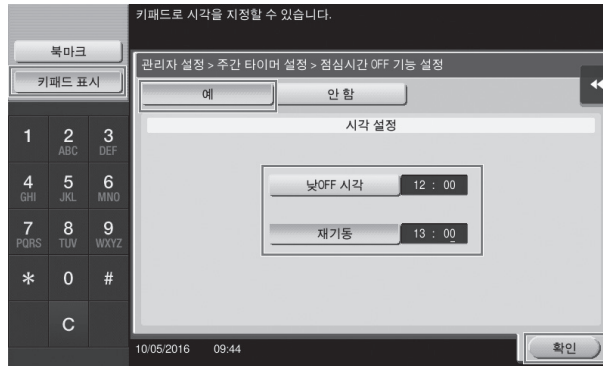 키패드로 시각을 지정할 수 있습니다.
북마크
키패드 표시
관리자 설정 > 주간 타이머 설정 > 점심시간 OFF 기능 설정
예
안 함
시각 설정
1
2 ABC
3 DEF
4 GHI
5 JKL
6 MNO
7 PQRS
8 TUV
9 WXYZ
*
0
#
C
낮OFF 시각
12 : 00
재기동
13 : 00
10/05/2016 09:44
확인